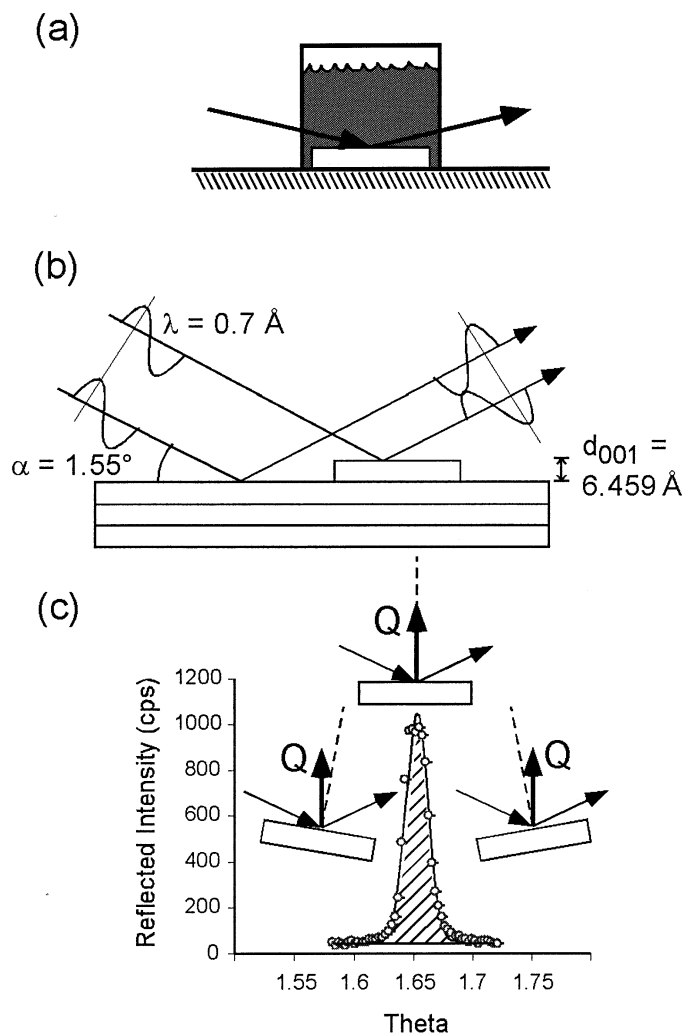 (a)
(b)
λ = 0.7 Å
α = 1.55°
d001 =
6.459 Å
(c)
Q
Q
Q
Reflected Intensity (cps)
1200
1000
800
600
400
200
0
1.55 1.6 1.65 1.7 1.75
Theta